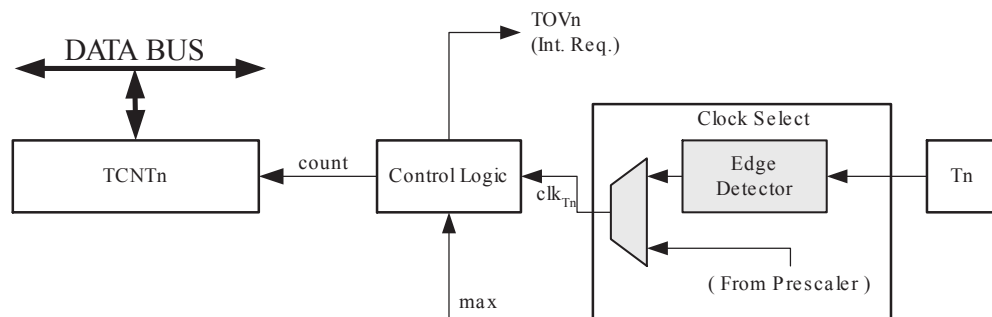 TOVn
(Int. Req.)
DATA BUS
Clock Select
TCNTn
count
Control Logic
clkTn
Edge
Detector
Tn
( From Prescaler )
max